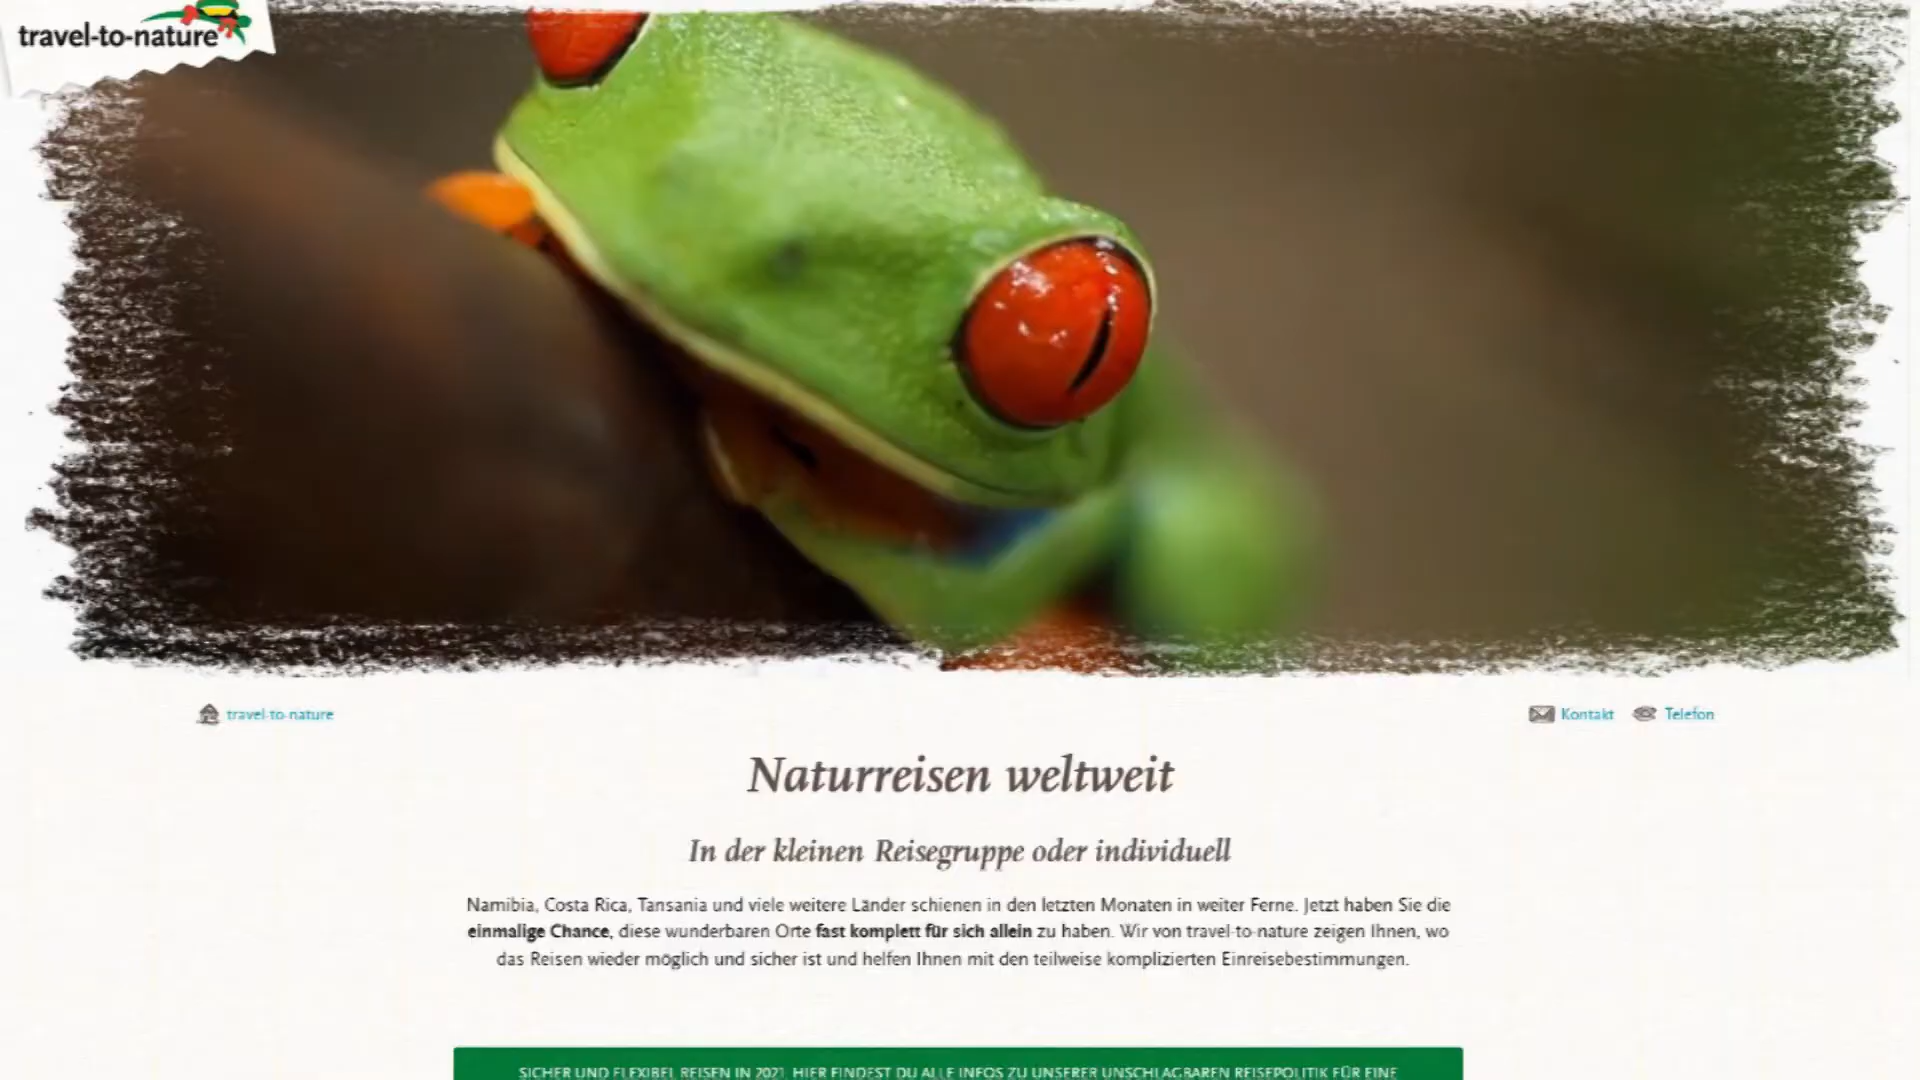 travel-to-nature
travel-to-nature
Kontakt
Telefon
Naturreisen weltweit
In der kleinen Reisegruppe oder individuell
Namibia, Costa Rica, Tansania und viele weitere Länder schienen in den letzten Monaten in weiter Ferne. Jetzt haben Sie die
einmalige Chance, diese wunderbaren Orte fast komplett für sich allein zu haben. Wir von travel-to-nature zeigen Ihnen, wo
das Reisen wieder möglich und sicher ist und helfen Ihnen mit den teilweise komplizierten Einreisebestimmungen.
SICHER UND FLEXIBEL REISEN IN 2021. HIER FINDEST DU ALLE INFOS ZU UNSERER UNSCHLAGBAREN REISEPOLITIK FÜR EINE